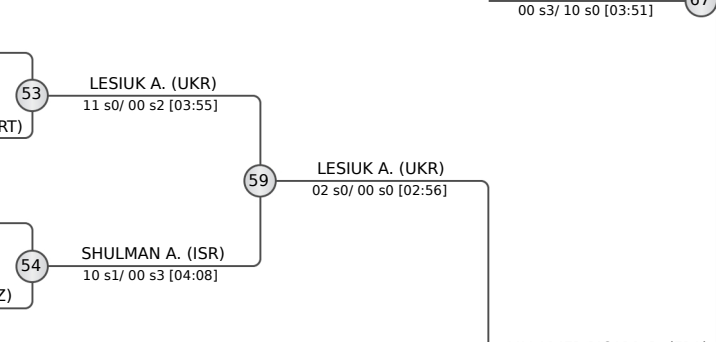 00 s3/ 10 s0 [03:51]
67
53
LESIUK A. (UKR)
11 s0/ 00 s2 [03:55]
RT)
59
LESIUK A. (UKR)
02 s0/ 00 s0 [02:56]
54
SHULMAN A. (ISR)
10 s1/ 00 s3 [04:08]
Z)